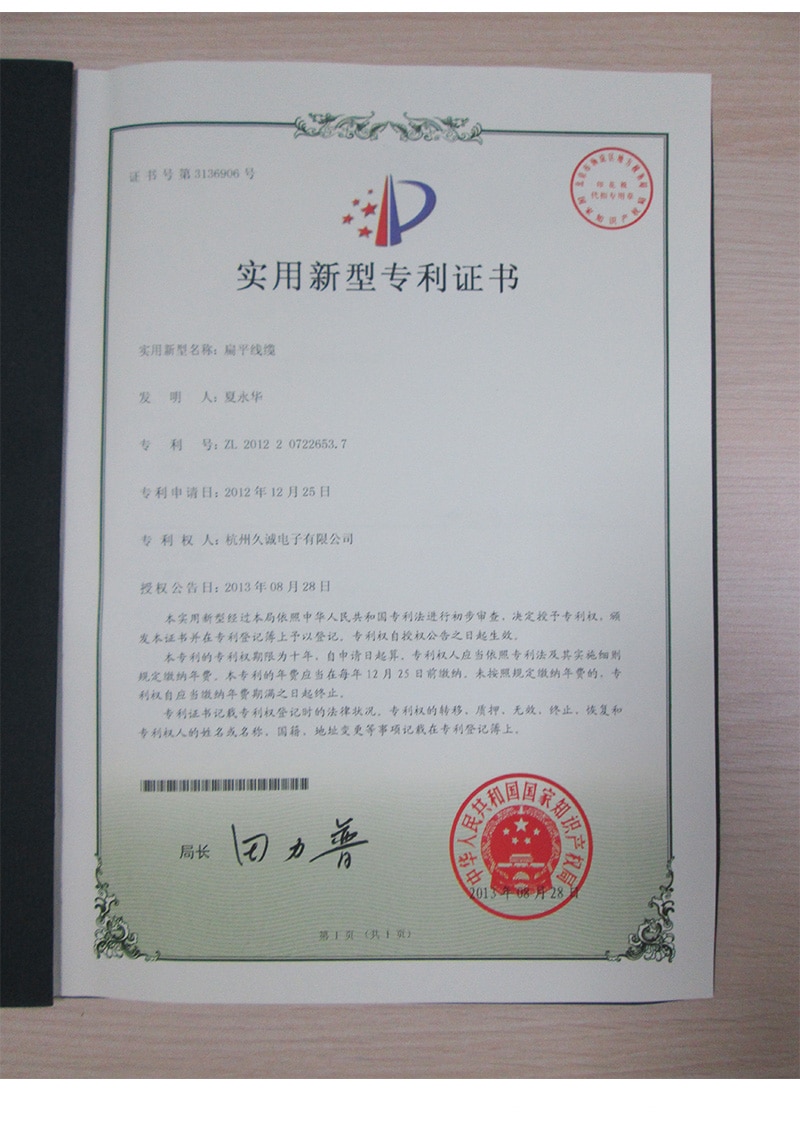 证书号第3136906号
印花税
代扣专用章
国家知识产权局
实用新型专利证书
实用新型名称：扁平线缆
发 明 人：夏永华
专 利 号：ZL 2012 2 0722653.7
专利申请日：2012年12月25日
专 利 权 人：杭州久诚电子有限公司
授权公告日：2013年08月28日
本实用新型经过本局依照中华人民共和国专利法进行初步审查，决定授予专利权，颁
发本证书并在专利登记簿上予以登记。专利权自授权公告之日起生效。
本专利的专利权期限为十年，自申请日起算。专利权人应当依照专利法及其实施细则
规定缴纳年费。本专利的年费应当在每年12月25日前缴纳。未按照规定缴纳年费的，专
利权自应当缴纳年费期满之日起终止。
专利证书记载专利权登记时的法律状况。专利权的转移、质押、无效、终止、恢复和
专利权人的姓名或名称、国籍、地址变更等事项记载在专利登记簿上。
局长 田力普
中华人民共和国国家知识产权局
2013年08月28日
第1页（共1页）